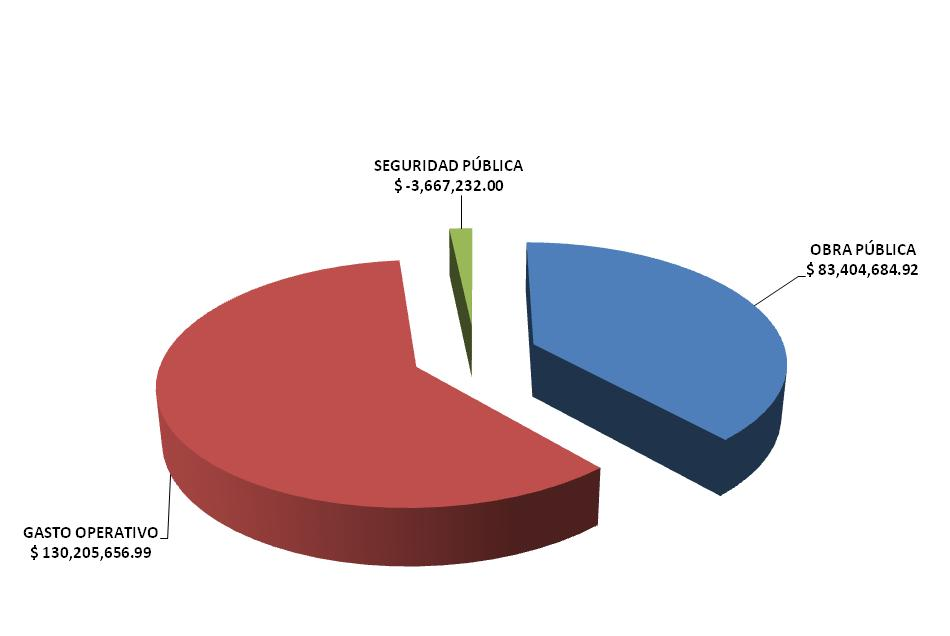 SEGURIDAD PÚBLICA
$ -3,667,232.00
OBRA PÚBLICA
$ 83,404,684.92
GASTO OPERATIVO
$ 130,205,656.99